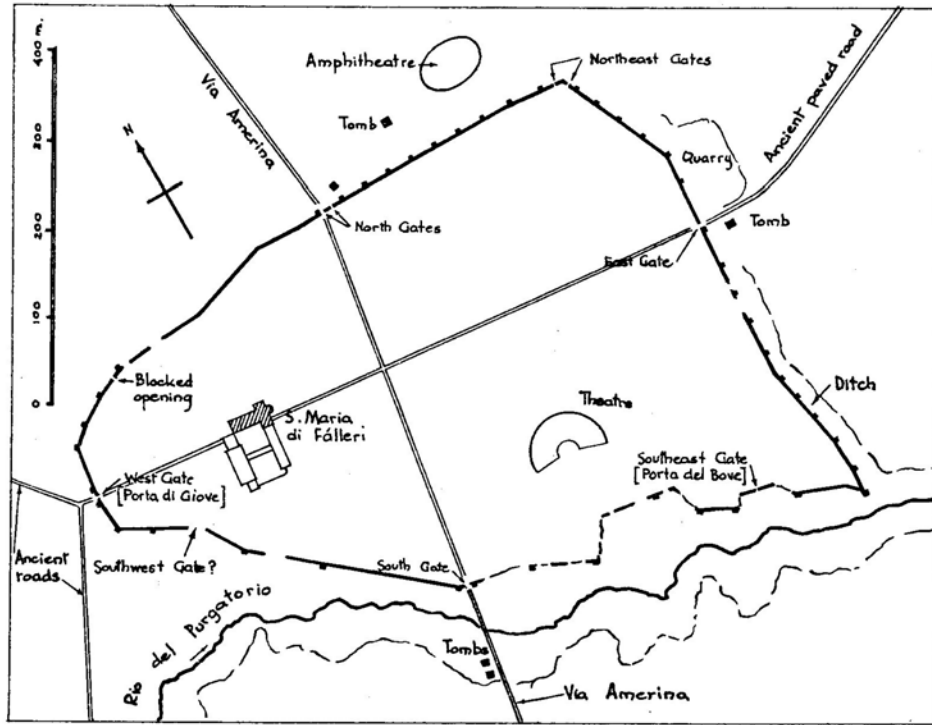 400 m.
300
200
100
0
N
Via
Amerina
Amphitheatre
Tomb
Northeast Gates
Ancient paved road
Quarry
North Gates
Tomb
East Gate
Blocked
opening
S. Maria
di Fálleri
Theatre
Ditch
West Gate
[Porta di Giove]
Southeast Gate
[Porta del Bove]
Ancient
roads
Southwest Gate?
South Gate
Rio del Purgatorio
Tombs
Via Amerina